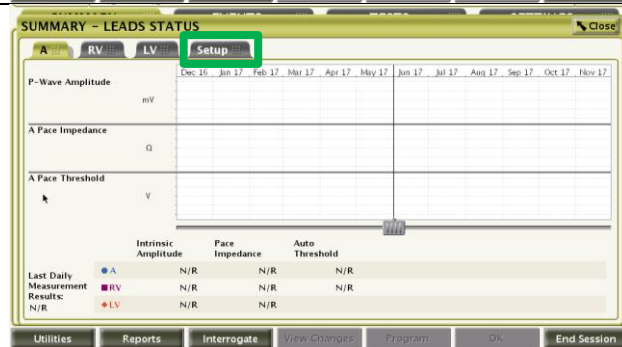 SUMMARY - LEADS STATUS
Close
A RV LV Setup
Dec 16 Jan 17 Feb 17 Mar 17 Apr 17 May 17 Jun 17 Jul 17 Aug 17 Sep 17 Oct 17 Nov 17
P-Wave Amplitude
mV
A Pace Impedance
Ω
A Pace Threshold
V
Intrinsic Amplitude
Pace Impedance
Auto Threshold
Last Daily Measurement Results:
N/R
A N/R N/R N/R
RV N/R N/R N/R
LV N/R N/R
Utilities Reports Interrogate View Changes Program OK End Session